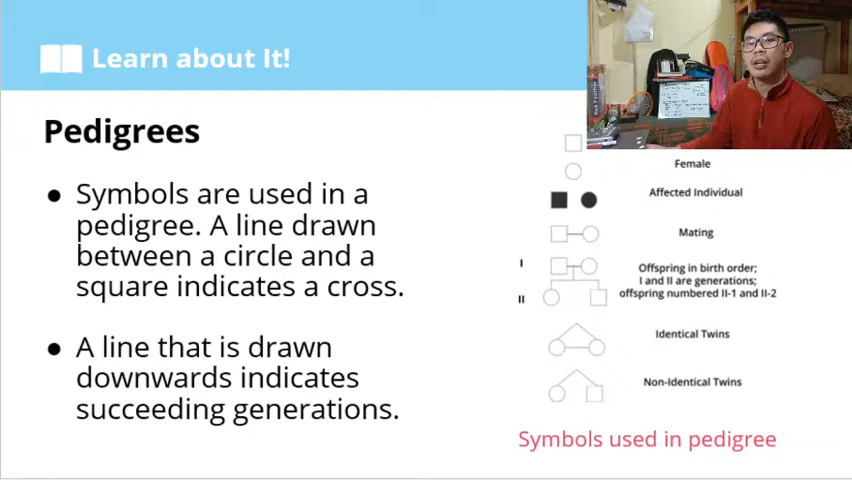 Learn about It!
Pedigrees
● Symbols are used in a
pedigree. A line drawn
between a circle and a
square indicates a cross.
● A line that is drawn
downwards indicates
succeeding generations.
Female
Affected Individual
Mating
I
Offspring in birth order;
I and II are generations;
offspring numbered II-1 and II-2
II
Identical Twins
Non-Identical Twins
Symbols used in pedigree